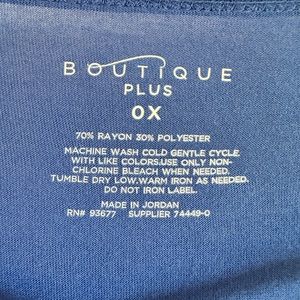 BOUTIQUE
PLUS
0X
70% RAYON 30% POLYESTER
MACHINE WASH COLD GENTLE CYCLE
WITH LIKE COLORS.USE ONLY NON-
CHLORINE BLEACH WHEN NEEDED.
TUMBLE DRY LOW.WARM IRON AS NEEDED.
DO NOT IRON LABEL.
MADE IN JORDAN
RN# 93677 SUPPLIER 74449-0